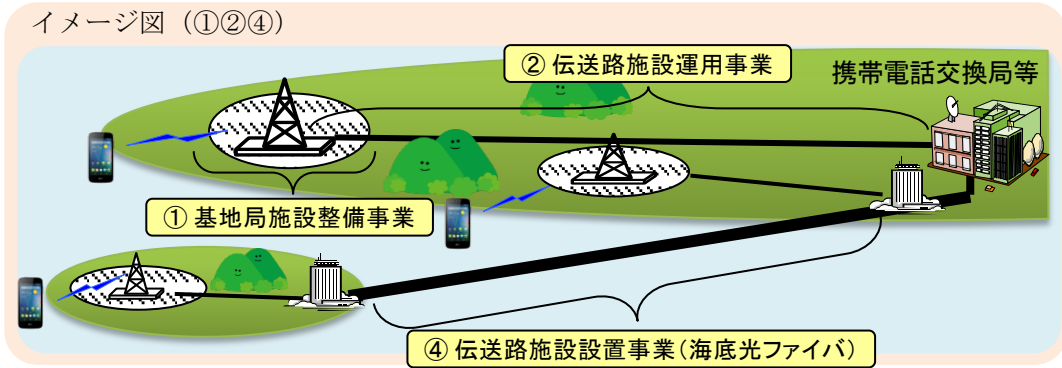 イメージ図（①②④）
② 伝送路施設運用事業
携帯電話交換局等
① 基地局施設整備事業
④ 伝送路施設設置事業（海底光ファイバ）